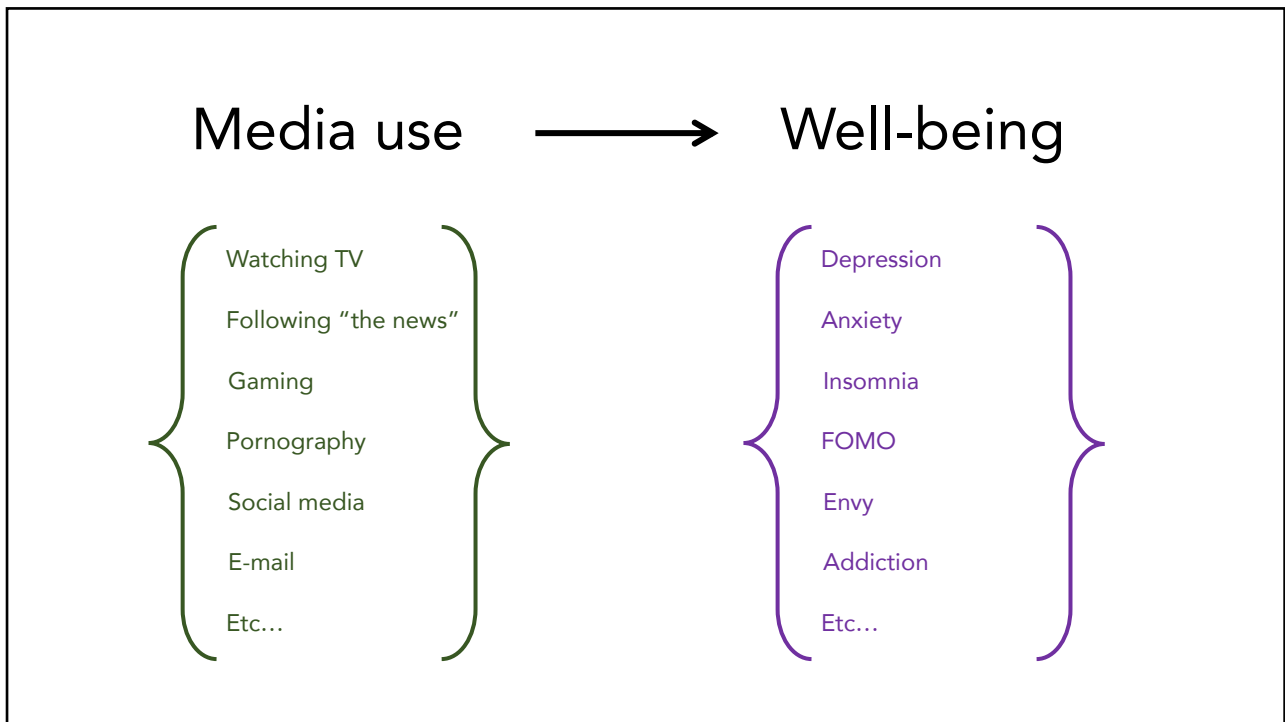 Media use
Well-being
Watching TV
Following “the news”
Gaming
Pornography
Social media
E-mail
Etc…
Depression
Anxiety
Insomnia
FOMO
Envy
Addiction
Etc…